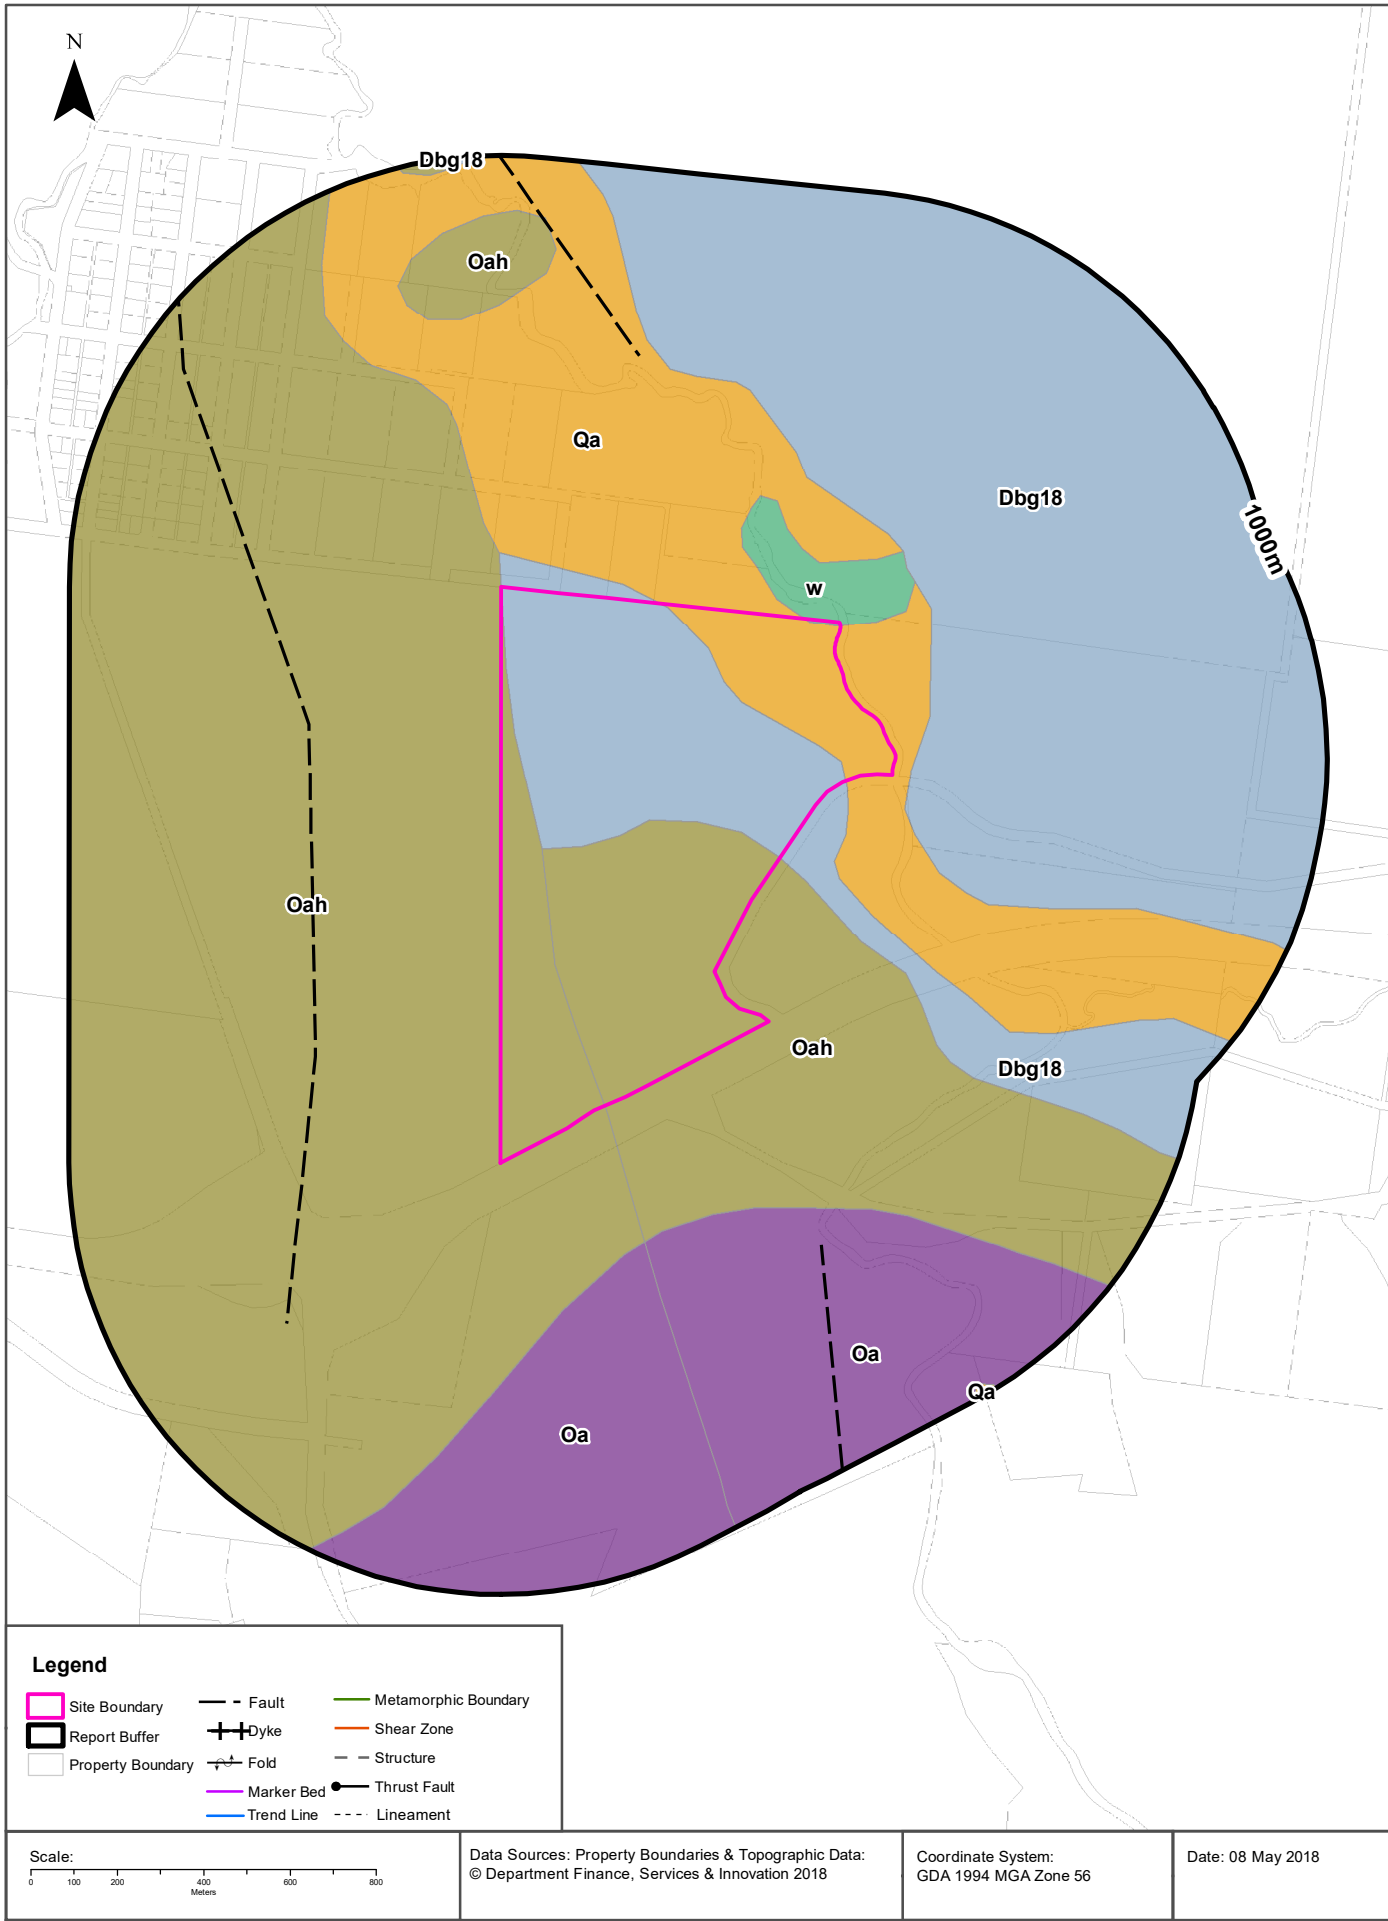 N
Dbg18
Oah
Qa
Dbg18
1000m
w
Oah
Oah
Dbg18
Oa
Qa
Oa
Legend
Site Boundary
Report Buffer
Property Boundary
Fault
Dyke
Fold
Marker Bed
Trend Line
Metamorphic Boundary
Shear Zone
Structure
Thrust Fault
Lineament
Scale:
0 100 200 400 600 800
Meters
Data Sources: Property Boundaries & Topographic Data:
© Department Finance, Services & Innovation 2018
Coordinate System:
GDA 1994 MGA Zone 56
Date: 08 May 2018